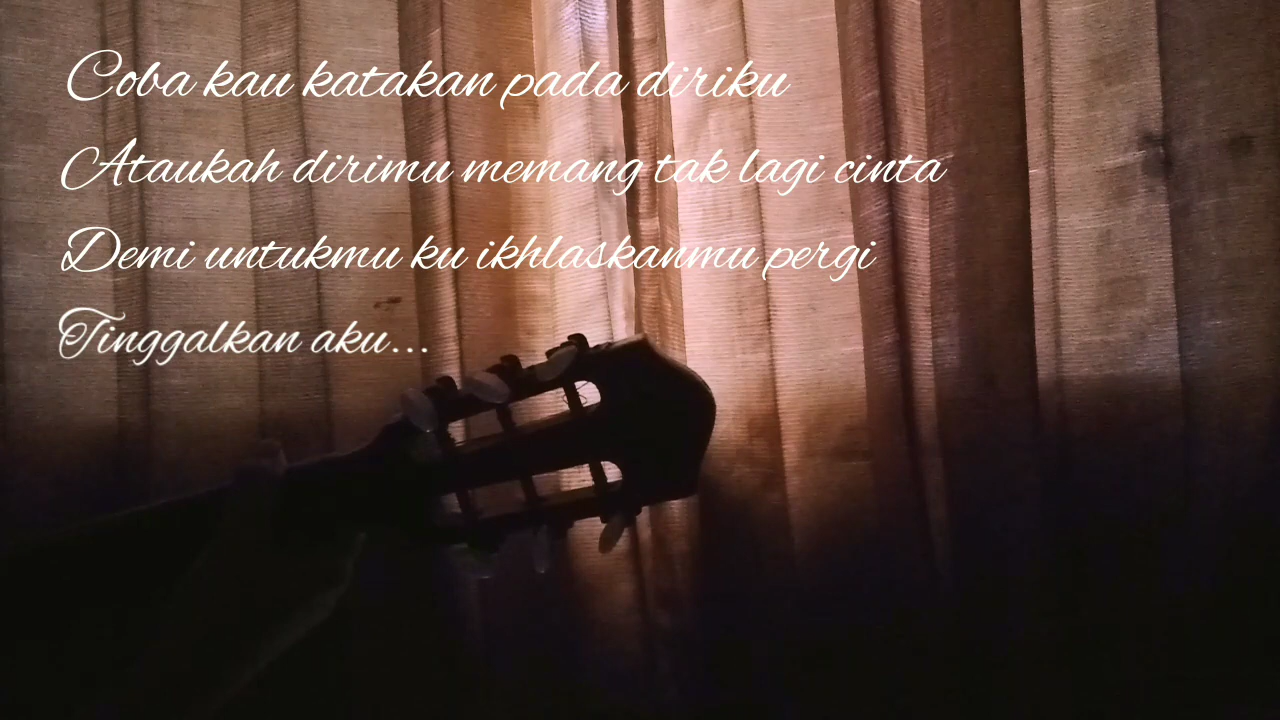 Coba kau katakan pada diriku
Ataukah dirimu memang tak lagi cinta
Demi untukmu ku ikhlaskanmu pergi
Tinggalkan aku...